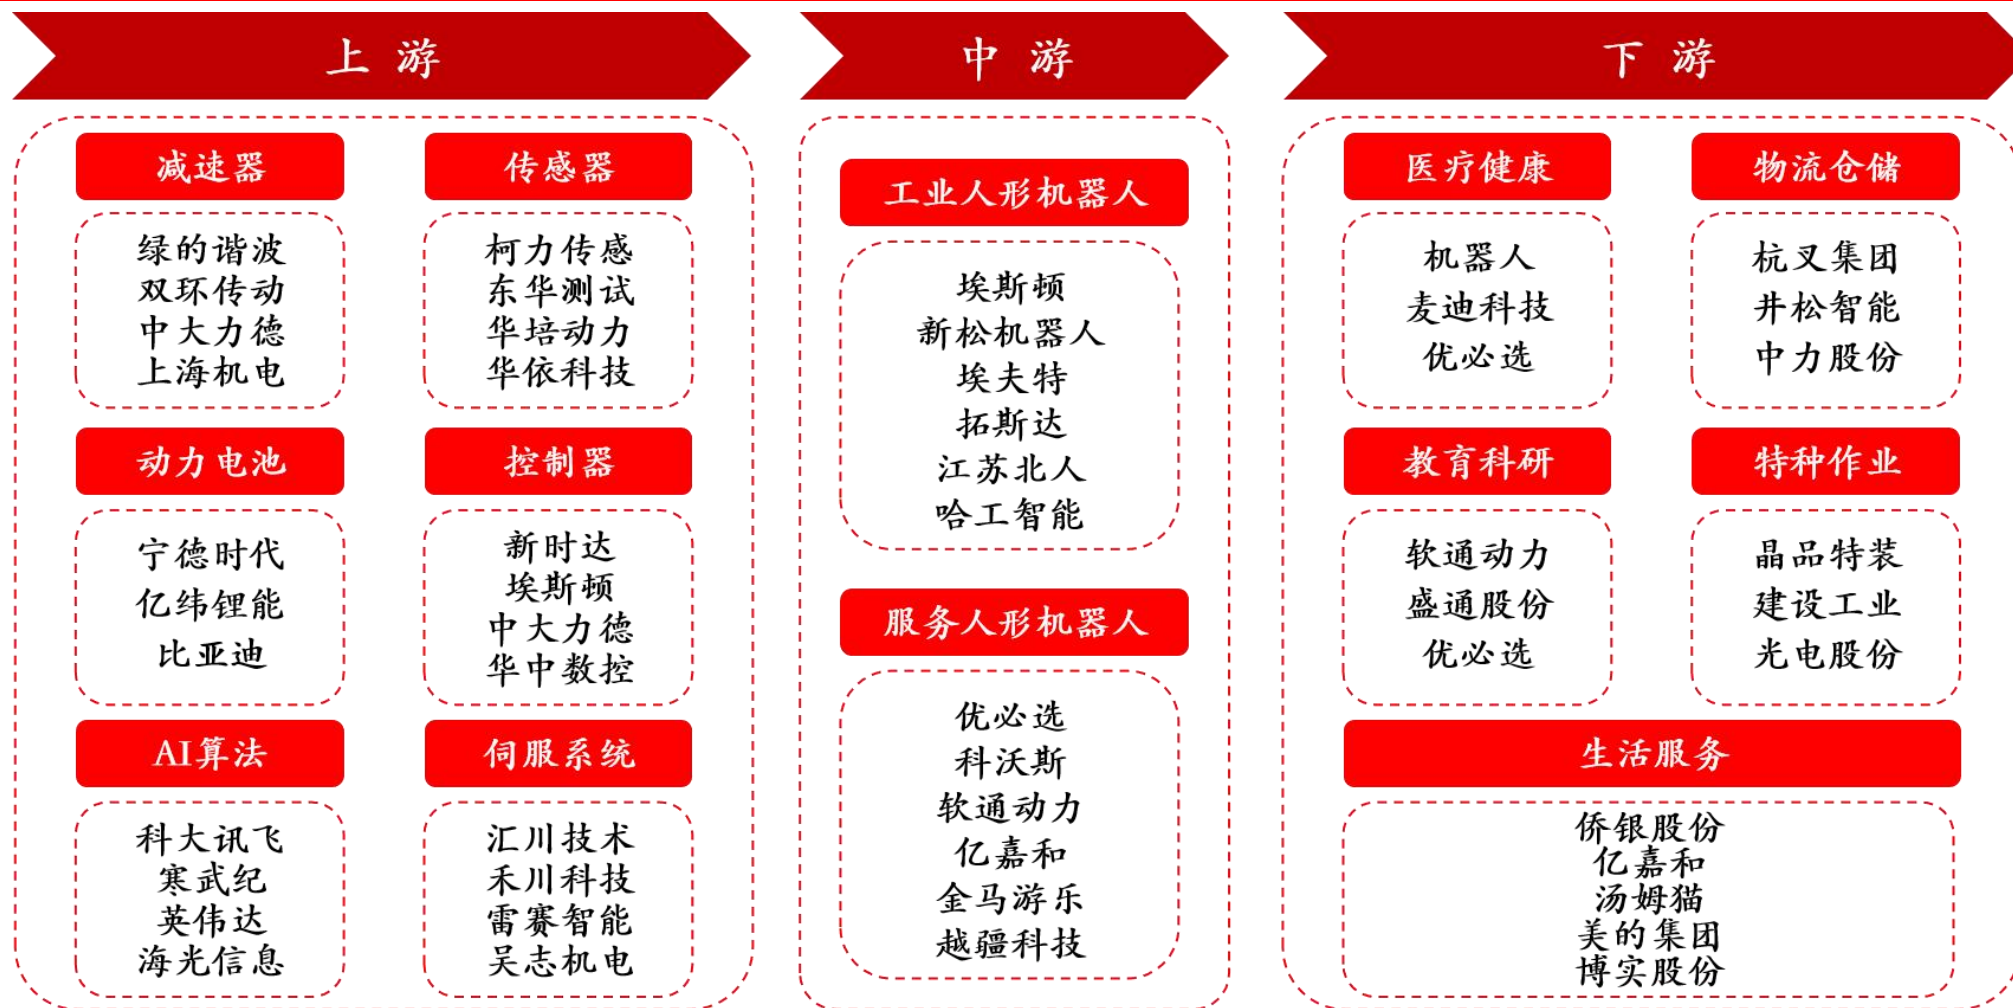 上游
减速器
绿的谐波
双环传动
中大力德
上海机电
传感器
柯力传感
东华测试
华培动力
华依科技
动力电池
宁德时代
亿纬锂能
比亚迪
控制器
新时达
埃斯顿
中大力德
华中数控
AI算法
科大讯飞
寒武纪
英伟达
海光信息
伺服系统
汇川技术
禾川科技
雷赛智能
吴志机电
中游
工业人形机器人
埃斯顿
新松机器人
埃夫特
拓斯达
江苏北人
哈工智能
服务人形机器人
优必选
科沃斯
软通动力
亿嘉和
金马游乐
越疆科技
下游
医疗健康
机器人
麦迪科技
优必选
物流仓储
杭叉集团
井松智能
中力股份
教育科研
软通动力
盛通股份
优必选
特种作业
晶品特装
建设工业
光电股份
生活服务
侨银股份
亿嘉和
汤姆猫
美的集团
博实股份